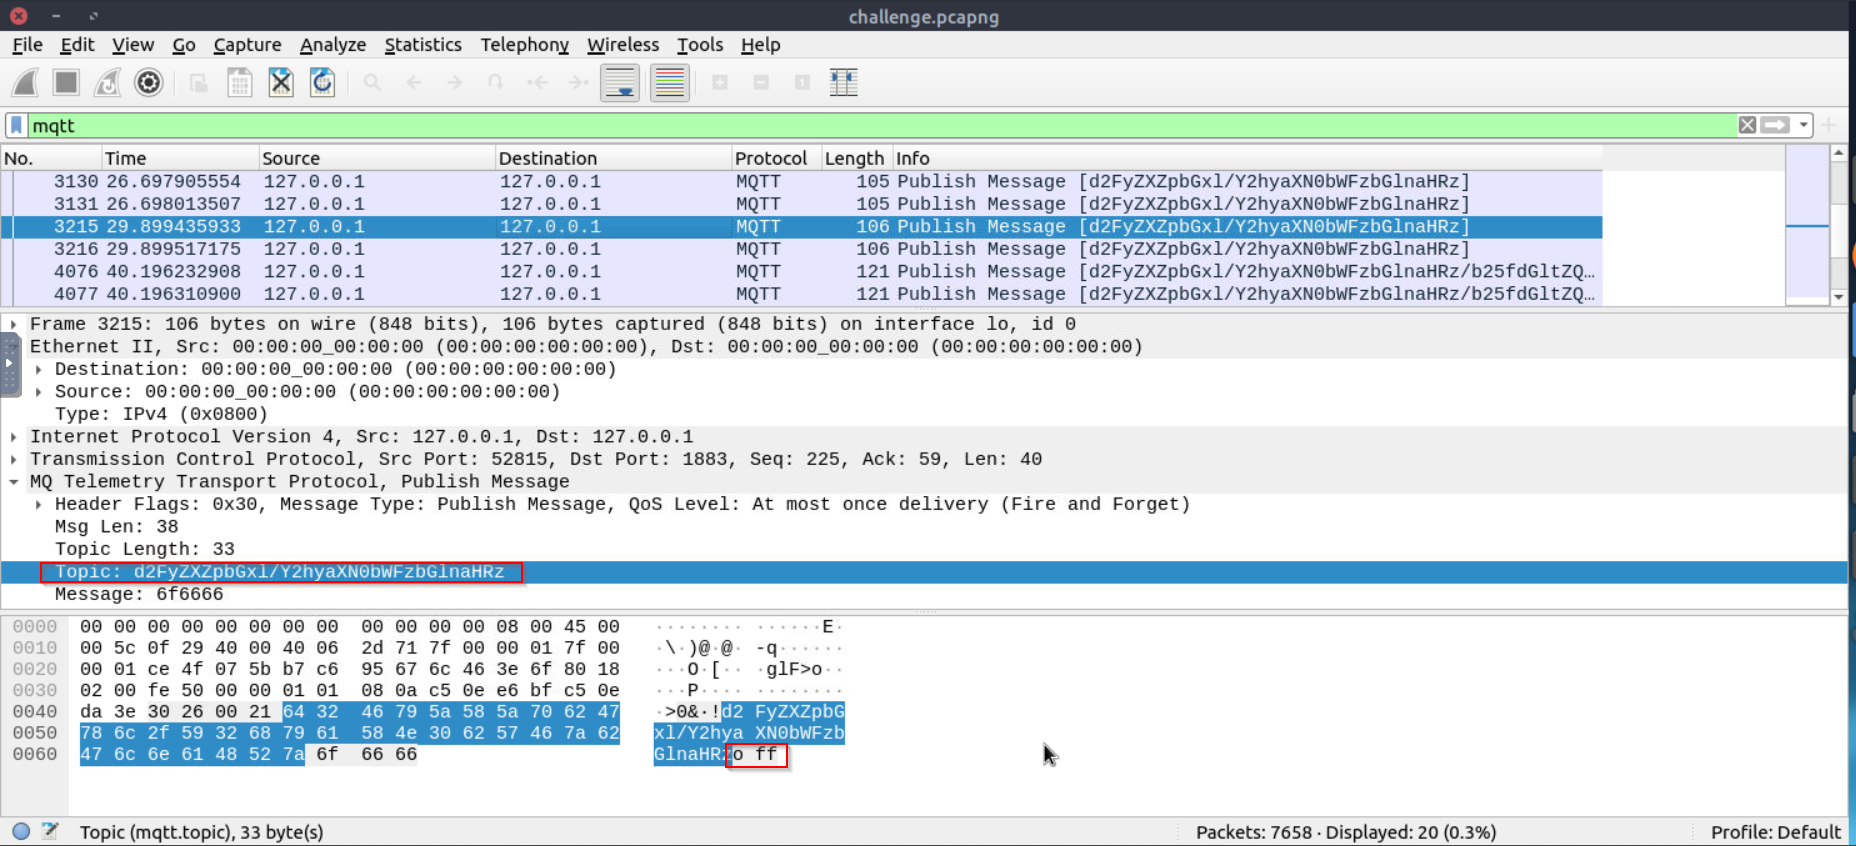 challenge.pcapng
File Edit View Go Capture Analyze Statistics Telephony Wireless Tools Help
mqtt
No. Time Source Destination Protocol Length Info
3130 26.697905554 127.0.0.1 127.0.0.1 MQTT 105 Publish Message [d2FyZXZpbGxl/Y2hyaXN0bWFzbGlnaHRz]
3131 26.698013507 127.0.0.1 127.0.0.1 MQTT 105 Publish Message [d2FyZXZpbGxl/Y2hyaXN0bWFzbGlnaHRz]
3215 29.899435933 127.0.0.1 127.0.0.1 MQTT 106 Publish Message [d2FyZXZpbGxl/Y2hyaXN0bWFzbGlnaHRz]
3216 29.899517175 127.0.0.1 127.0.0.1 MQTT 106 Publish Message [d2FyZXZpbGxl/Y2hyaXN0bWFzbGlnaHRz]
4076 40.196232908 127.0.0.1 127.0.0.1 MQTT 121 Publish Message [d2FyZXZpbGxl/Y2hyaXN0bWFzbGlnaHRz/b25fdGltZQ…
4077 40.196310900 127.0.0.1 127.0.0.1 MQTT 121 Publish Message [d2FyZXZpbGxl/Y2hyaXN0bWFzbGlnaHRz/b25fdGltZQ…
Frame 3215: 106 bytes on wire (848 bits), 106 bytes captured (848 bits) on interface lo, id 0
Ethernet II, Src: 00:00:00_00:00:00 (00:00:00:00:00:00), Dst: 00:00:00_00:00:00 (00:00:00:00:00:00)
Destination: 00:00:00_00:00:00 (00:00:00:00:00:00)
Source: 00:00:00_00:00:00 (00:00:00:00:00:00)
Type: IPv4 (0x0800)
Internet Protocol Version 4, Src: 127.0.0.1, Dst: 127.0.0.1
Transmission Control Protocol, Src Port: 52815, Dst Port: 1883, Seq: 225, Ack: 59, Len: 40
MQ Telemetry Transport Protocol, Publish Message
Header Flags: 0x30, Message Type: Publish Message, QoS Level: At most once delivery (Fire and Forget)
Msg Len: 38
Topic Length: 33
Topic: d2FyZXZpbGxl/Y2hyaXN0bWFzbGlnaHRz
Message: 6f6666
0000 00 00 00 00 00 00 00 00 00 00 00 00 08 00 45 00 ········ ······E·
0010 00 5c 0f 29 40 00 40 06 2d 71 7f 00 00 01 7f 00 ·\·)@·@· -q······
0020 00 01 ce 4f 07 5b b7 c6 95 67 6c 46 3e 6f 80 18 ···O·[·· ·glF>o··
0030 02 00 fe 50 00 00 01 01 08 0a c5 0e e6 bf c5 0e ···P···· ········
0040 da 3e 30 26 00 21 64 32 46 79 5a 58 5a 70 62 47 ·>0&·!d2 FyZXZpbG
0050 78 6c 2f 59 32 68 79 61 58 4e 30 62 57 46 7a 62 xl/Y2hya XN0bWFzb
0060 47 6c 6e 61 48 52 7a 6f 66 66 GlnaHRzo ff
Topic (mqtt.topic), 33 byte(s) Packets: 7658 · Displayed: 20 (0.3%) Profile: Default